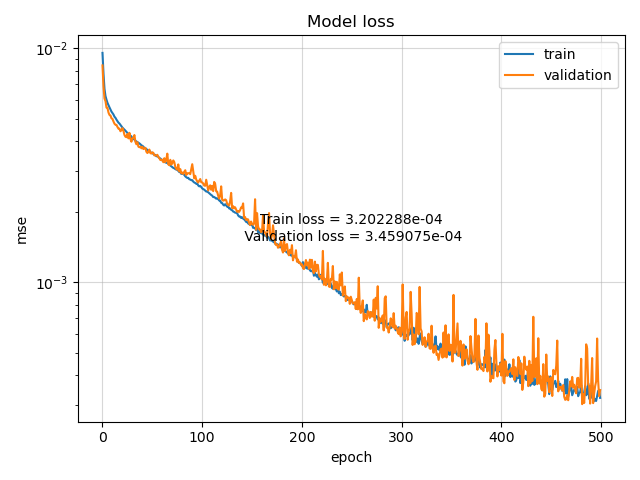 Model loss
10⁻²
train
validation
Train loss = 3.202288e-04
Validation loss = 3.459075e-04
mse
10⁻³
0 100 200 300 400 500
epoch